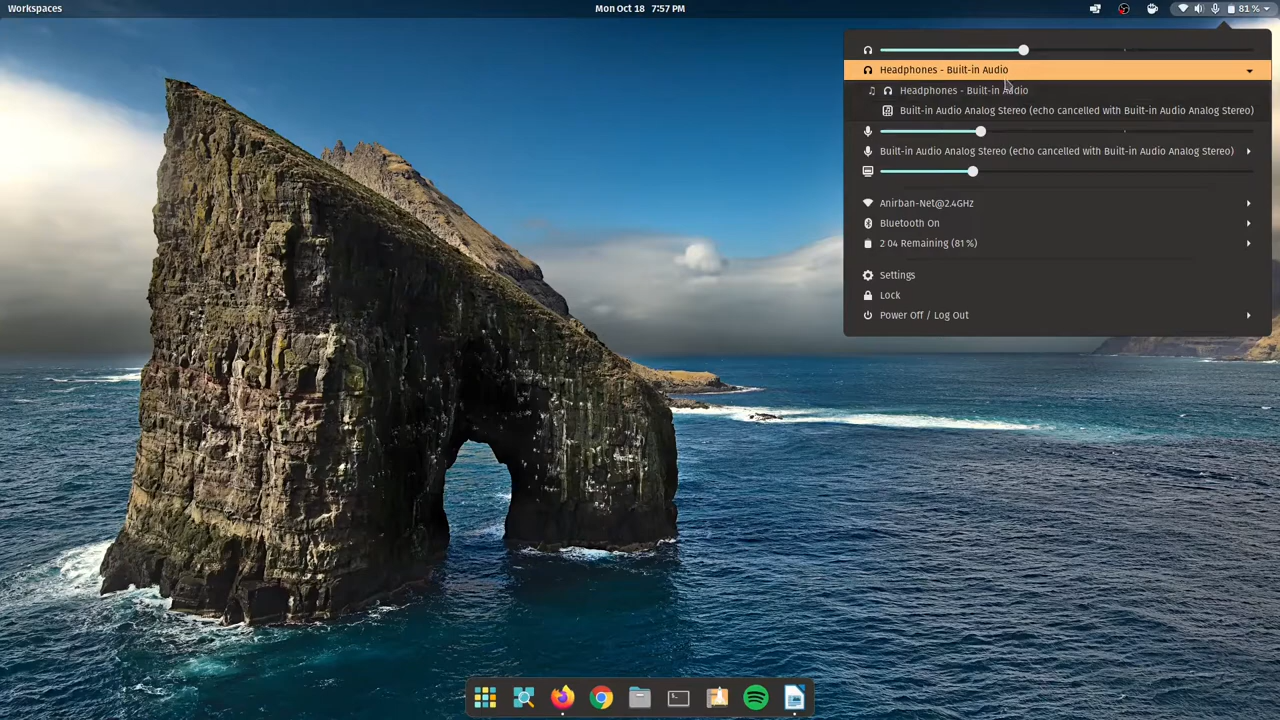 Workspaces
Mon Oct 18 7:57 PM
81 %
Headphones - Built-in Audio
Headphones - Built-in Audio
Built-in Audio Analog Stereo (echo cancelled with Built-in Audio Analog Stereo)
Built-in Audio Analog Stereo (echo cancelled with Built-in Audio Analog Stereo)
Anirban-Net@2.4GHz
Bluetooth On
2 04 Remaining (81 %)
Settings
Lock
Power Off / Log Out